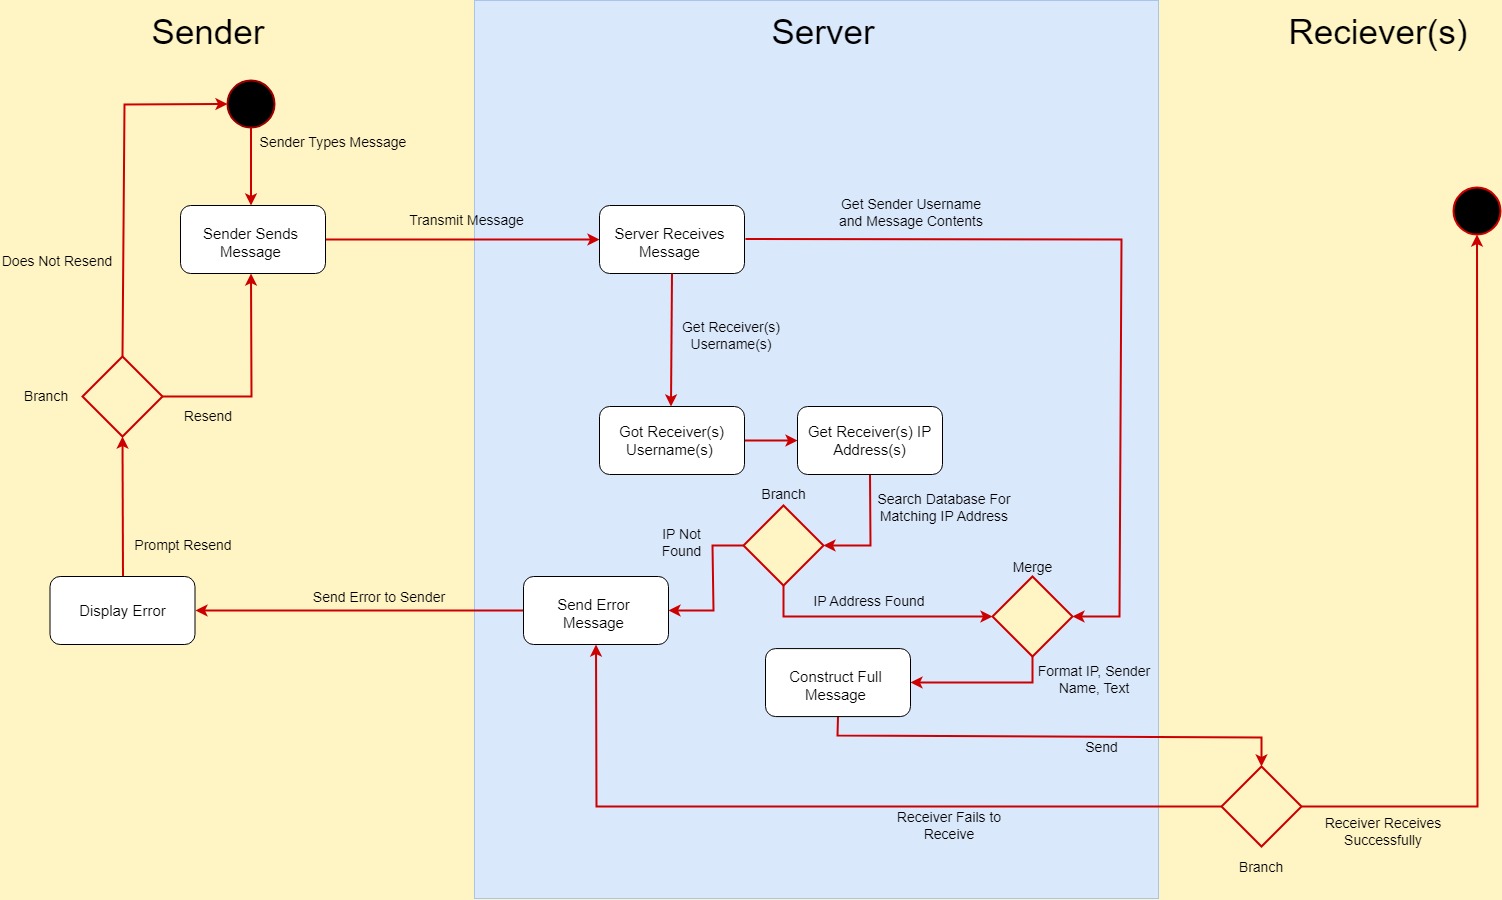 Sender
Server
Reciever(s)
Sender Types Message
Sender Sends
Message
Transmit Message
Server Receives
Message
Get Sender Username
and Message Contents
Does Not Resend
Get Receiver(s)
Username(s)
Branch
Resend
Got Receiver(s)
Username(s)
Get Receiver(s) IP
Address(s)
Branch
Search Database For
Matching IP Address
IP Not
Found
Prompt Resend
Merge
Display Error
Send Error to Sender
Send Error
Message
IP Address Found
Construct Full
Message
Format IP, Sender
Name, Text
Send
Receiver Fails to
Receive
Receiver Receives
Successfully
Branch